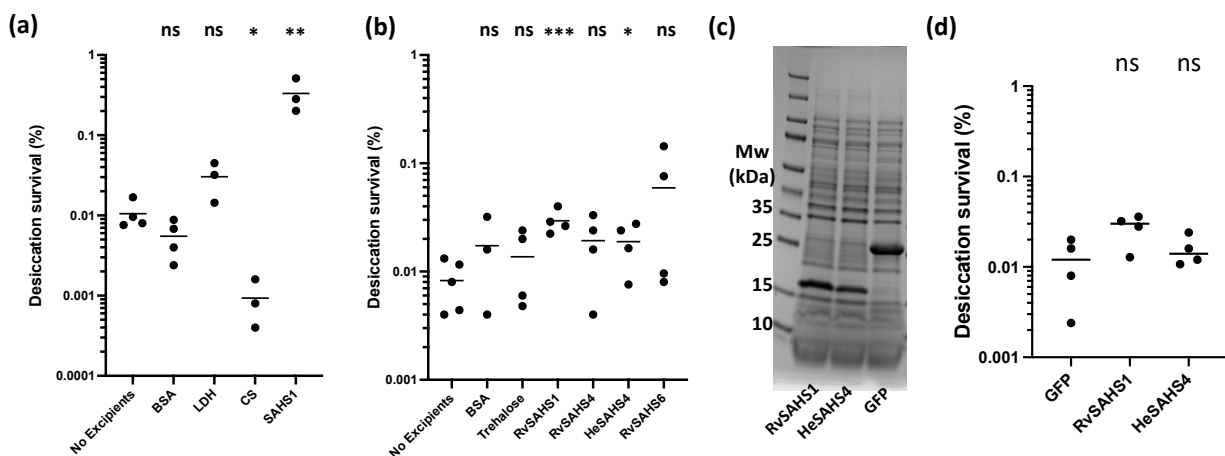 (a)
ns ns * **
Desiccation survival (%)
1
0.1
0.01
0.001
0.0001
No Excipients
BSA
LDH
CS
SAHS1
(b)
ns ns *** ns * ns
Desiccation survival (%)
1
0.1
0.01
0.001
No Excipients
BSA
Trehalose
RvSAHS1
RvSAHS4
HeSAHS4
RvSAHS6
(c)
Mw
(kDa)
35
25
15
10
RvSAHS1
HeSAHS4
GFP
(d)
ns ns
Desiccation survival (%)
1
0.1
0.01
0.001
GFP
RvSAHS1
HeSAHS4